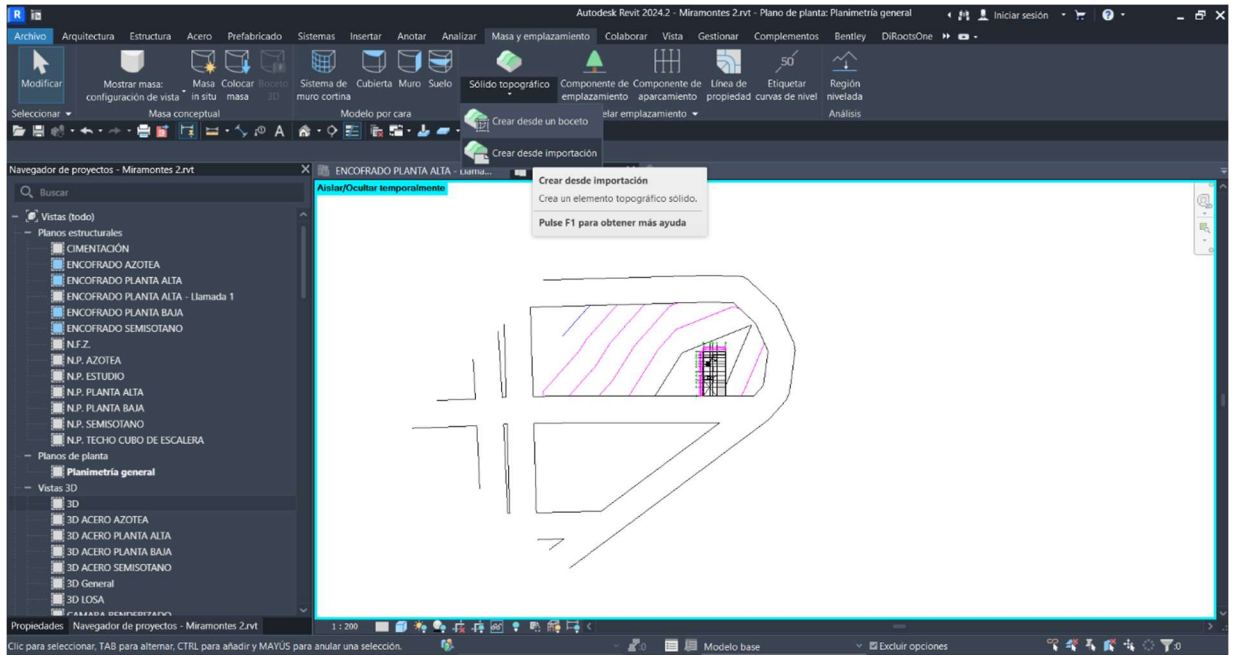 Autodesk Revit 2024.2 - Miramontes 2.rvt - Plano de planta: Planimetría general
Iniciar sesión
Archivo Arquitectura Estructura Acero Prefabricado Sistemas Insertar Anotar Analizar Masa y emplazamiento Colaborar Vista Gestionar Complementos Bentley DiRootsOne
Modificar
Mostrar masa: configuración de vista
Masa in situ
Colocar masa
Boceto 3D
Sistema de muro cortina
Cubierta
Muro
Suelo
Sólido topográfico
Componente de emplazamiento
Componente de aparcamiento
Línea de propiedad
Etiquetar curvas de nivel
Región nivelada
50
Seleccionar
Masa conceptual
Modelo por cara
elar emplazamiento
Análisis
Crear desde un boceto
Crear desde importación
Navegador de proyectos - Miramontes 2.rvt
ENCOFRADO PLANTA ALTA - Llama...
Crear desde importación
Crea un elemento topográfico sólido.
Pulse F1 para obtener más ayuda
Aislar/Ocultar temporalmente
Buscar
Vistas (todo)
Planos estructurales
CIMENTACIÓN
ENCOFRADO AZOTEA
ENCOFRADO PLANTA ALTA
ENCOFRADO PLANTA ALTA - Llamada 1
ENCOFRADO PLANTA BAJA
ENCOFRADO SEMISOTANO
N.F.Z.
N.P. AZOTEA
N.P. ESTUDIO
N.P. PLANTA ALTA
N.P. PLANTA BAJA
N.P. SEMISOTANO
N.P. TECHO CUBO DE ESCALERA
Planos de planta
Planimetría general
Vistas 3D
3D
3D ACERO AZOTEA
3D ACERO PLANTA ALTA
3D ACERO PLANTA BAJA
3D ACERO SEMISOTANO
3D General
3D LOSA
CAMARA RENDERIZADO
Propiedades Navegador de proyectos - Miramontes 2.rvt
1 : 200
Clic para seleccionar, TAB para alternar, CTRL para añadir y MAYÚS para anular una selección.
:0
Modelo base
Excluir opciones
:0